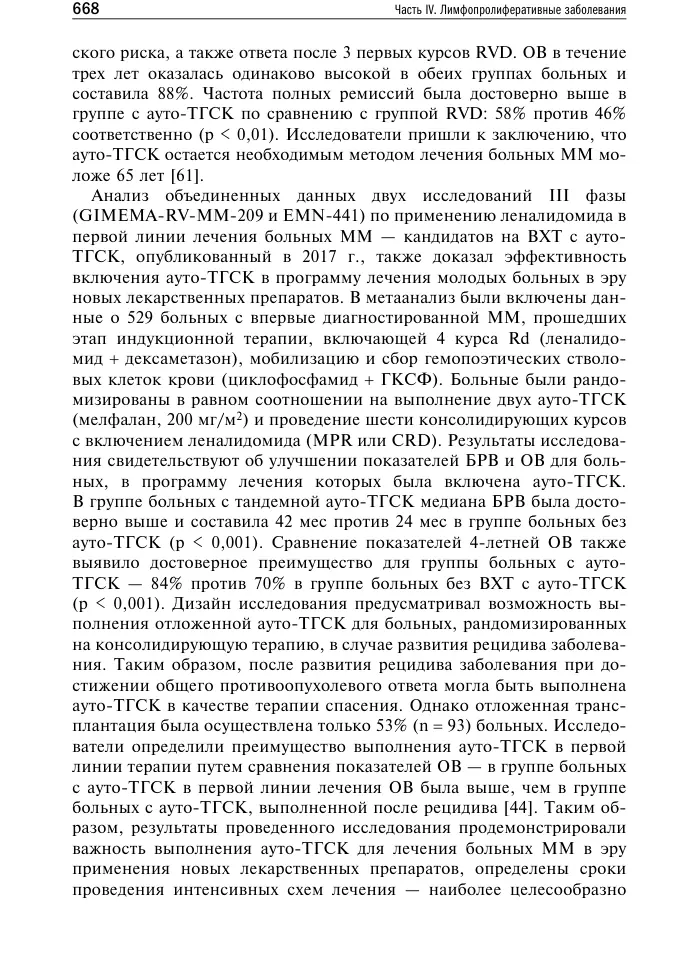 668
Часть IV. Лимфопролиферативные заболевания
ского риска, а также ответа после 3 первых курсов RVD. ОВ в течение
трех лет оказалась одинаково высокой в обеих группах больных и
составила 88%. Частота полных ремиссий была достоверно выше в
группе с ауто-ТГСК по сравнению с группой RVD: 58% против 46%
соответственно (p < 0,01). Исследователи пришли к заключению, что
ауто-ТГСК остается необходимым методом лечения больных ММ мо-
ложе 65 лет [61].
Анализ объединенных данных двух исследований III фазы
(GIMEMA-RV-MM-209 и EMN-441) по применению леналидомида в
первой линии лечения больных ММ — кандидатов на ВХТ с ауто-
ТГСК, опубликованный в 2017 г., также доказал эффективность
включения ауто-ТГСК в программу лечения молодых больных в эру
новых лекарственных препаратов. В метаанализ были включены дан-
ные о 529 больных с впервые диагностированной ММ, прошедших
этап индукционной терапии, включающей 4 курса Rd (леналидо-
мид + дексаметазон), мобилизацию и сбор гемопоэтических стволо-
вых клеток крови (циклофосфамид + ГКСФ). Больные были рандо-
мизированы в равном соотношении на выполнение двух ауто-ТГСК
(мелфалан, 200 мг/м²) и проведение шести консолидирующих курсов
с включением леналидомида (MPR или CRD). Результаты исследова-
ния свидетельствуют об улучшении показателей БРВ и ОВ для боль-
ных, в программу лечения которых была включена ауто-ТГСК.
В группе больных с тандемной ауто-ТГСК медиана БРВ была досто-
верно выше и составила 42 мес против 24 мес в группе больных без
ауто-ТГСК (p < 0,001). Сравнение показателей 4-летней ОВ также
выявило достоверное преимущество для группы больных с ауто-
ТГСК — 84% против 70% в группе больных без ВХТ с ауто-ТГСК
(p < 0,001). Дизайн исследования предусматривал возможность вы-
полнения отложенной ауто-ТГСК для больных, рандомизированных
на консолидирующую терапию, в случае развития рецидива заболева-
ния. Таким образом, после развития рецидива заболевания при до-
стижении общего противоопухолевого ответа могла быть выполнена
ауто-ТГСК в качестве терапии спасения. Однако отложенная транс-
плантация была осуществлена только 53% (n = 93) больных. Исследо-
ватели определили преимущество выполнения ауто-ТГСК в первой
линии терапии путем сравнения показателей ОВ — в группе больных
с ауто-ТГСК в первой линии лечения ОВ была выше, чем в группе
больных с ауто-ТГСК, выполненной после рецидива [44]. Таким об-
разом, результаты проведенного исследования продемонстрировали
важность выполнения ауто-ТГСК для лечения больных ММ в эру
применения новых лекарственных препаратов, определены сроки
проведения интенсивных схем лечения — наиболее целесообразно